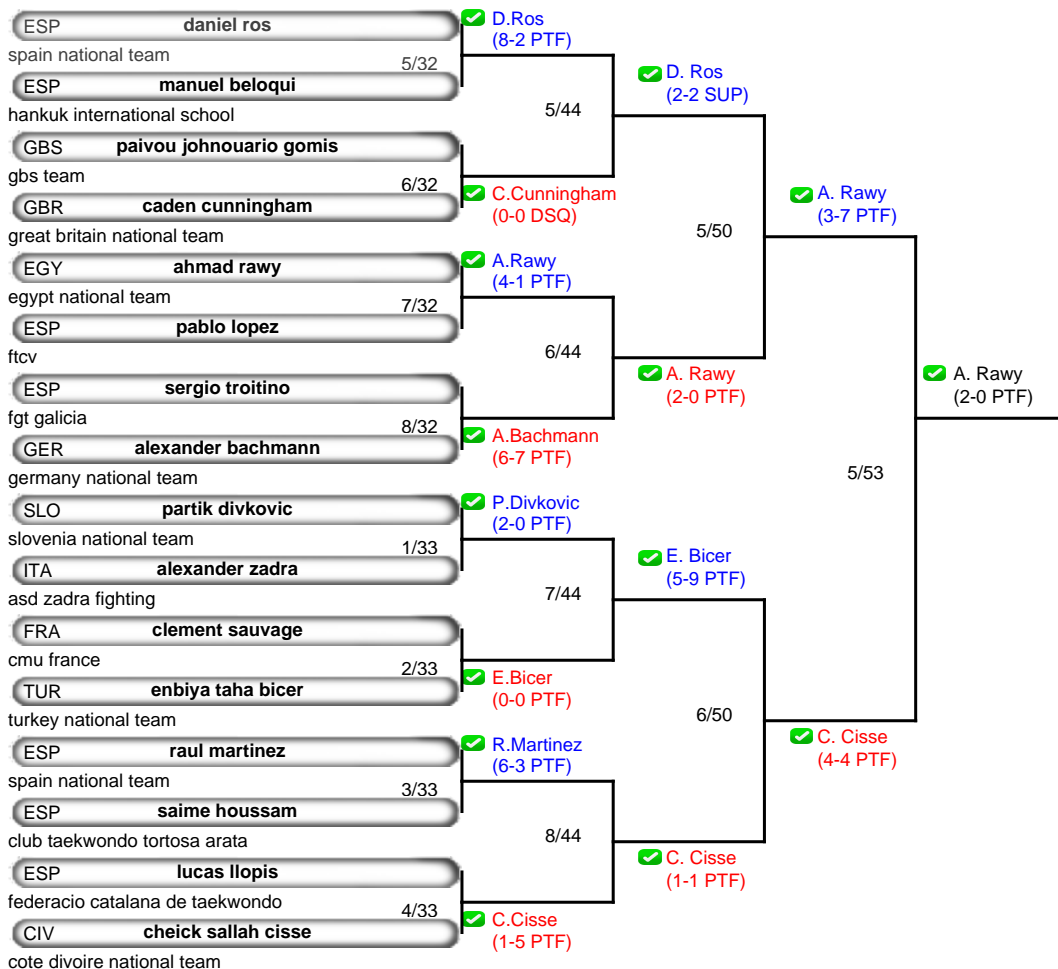 ESP daniel ros
spain national team
5/32
ESP manuel beloqui
hankuk international school
GBS paivou johnouario gomis
gbs team
6/32
GBR caden cunningham
great britain national team
EGY ahmad rawy
egypt national team
7/32
ESP pablo lopez
ftcv
ESP sergio troitino
fgt galicia
8/32
GER alexander bachmann
germany national team
SLO partik divkovic
slovenia national team
1/33
ITA alexander zadra
asd zadra fighting
FRA clement sauvage
cmu france
2/33
TUR enbiya taha bicer
turkey national team
ESP raul martinez
spain national team
3/33
ESP saime houssam
club taekwondo tortosa arata
ESP lucas llopis
federacio catalana de taekwondo
4/33
CIV cheick sallah cisse
cote divoire national team
D.Ros
(8-2 PTF)
5/44
C.Cunningham
(0-0 DSQ)
A.Rawy
(4-1 PTF)
6/44
A.Bachmann
(6-7 PTF)
P.Divkovic
(2-0 PTF)
7/44
E.Bicer
(0-0 PTF)
R.Martinez
(6-3 PTF)
8/44
C.Cisse
(1-5 PTF)
D. Ros
(2-2 SUP)
5/50
A. Rawy
(2-0 PTF)
E. Bicer
(5-9 PTF)
6/50
C. Cisse
(1-1 PTF)
A. Rawy
(3-7 PTF)
5/53
C. Cisse
(4-4 PTF)
A. Rawy
(2-0 PTF)